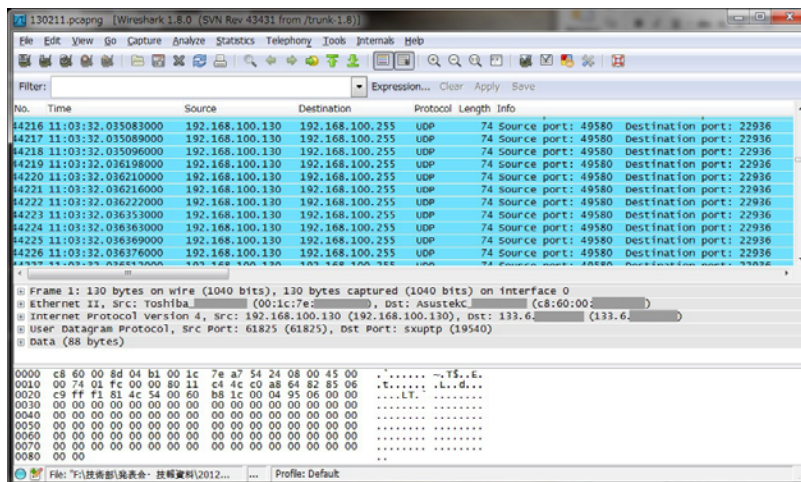 130211.pcapng [Wireshark 1.8.0 (SVN Rev 43431 from /trunk-1.8)]
File Edit View Go Capture Analyze Statistics Telephony Tools Internals Help
Filter: Expression... Clear Apply Save
No. Time Source Destination Protocol Length Info
44216 11:03:32.035083000 192.168.100.130 192.168.100.255 UDP 74 Source port: 49580 Destination port: 22936
44217 11:03:32.035089000 192.168.100.130 192.168.100.255 UDP 74 Source port: 49580 Destination port: 22936
44218 11:03:32.035096000 192.168.100.130 192.168.100.255 UDP 74 Source port: 49580 Destination port: 22936
44219 11:03:32.036198000 192.168.100.130 192.168.100.255 UDP 74 Source port: 49580 Destination port: 22936
44220 11:03:32.036210000 192.168.100.130 192.168.100.255 UDP 74 Source port: 49580 Destination port: 22936
44221 11:03:32.036216000 192.168.100.130 192.168.100.255 UDP 74 Source port: 49580 Destination port: 22936
44222 11:03:32.036222000 192.168.100.130 192.168.100.255 UDP 74 Source port: 49580 Destination port: 22936
44223 11:03:32.036353000 192.168.100.130 192.168.100.255 UDP 74 Source port: 49580 Destination port: 22936
44224 11:03:32.036363000 192.168.100.130 192.168.100.255 UDP 74 Source port: 49580 Destination port: 22936
44225 11:03:32.036369000 192.168.100.130 192.168.100.255 UDP 74 Source port: 49580 Destination port: 22936
44226 11:03:32.036376000 192.168.100.130 192.168.100.255 UDP 74 Source port: 49580 Destination port: 22936
Frame 1: 130 bytes on wire (1040 bits), 130 bytes captured (1040 bits) on interface 0
Ethernet II, Src: Toshiba_ (00:1c:7e: ), Dst: AsustekC_ (c8:60:00: )
Internet Protocol Version 4, Src: 192.168.100.130 (192.168.100.130), Dst: 133.6. (133.6. )
User Datagram Protocol, Src Port: 61825 (61825), Dst Port: sxuptp (19540)
Data (88 bytes)
0000 c8 60 00 8d 04 b1 00 1c 7e a7 54 24 08 00 45 00 .`...... ~.T$..E.
0010 00 74 01 fc 00 00 80 11 c4 4c c0 a8 64 82 85 06 .t...... .L..d...
0020 c9 ff f1 81 4c 54 00 60 b8 1c 00 04 95 06 00 00 ....LT.` ........
0030 00 00 00 00 00 00 00 00 00 00 00 00 00 00 00 00 ........ ........
0040 00 00 00 00 00 00 00 00 00 00 00 00 00 00 00 00 ........ ........
0050 00 00 00 00 00 00 00 00 00 00 00 00 00 00 00 00 ........ ........
0060 00 00 00 00 00 00 00 00 00 00 00 00 00 00 00 00 ........ ........
0070 00 00 00 00 00 00 00 00 00 00 00 00 00 00 00 00 ........ ........
0080 00 00 ..
File: "F:\技術部\発表会・技報資料\2012... ... Profile: Default